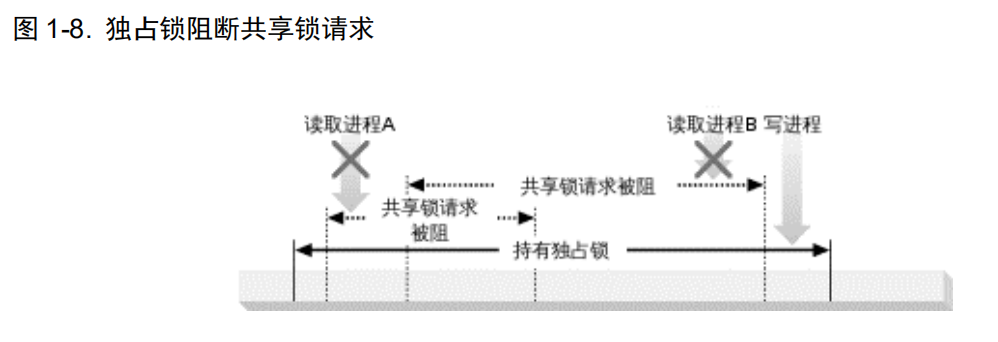 图 1-8. 独占锁阻断共享锁请求
读取进程A
读取进程B 写进程
共享锁请求被阻
共享锁请求
被阻
持有独占锁